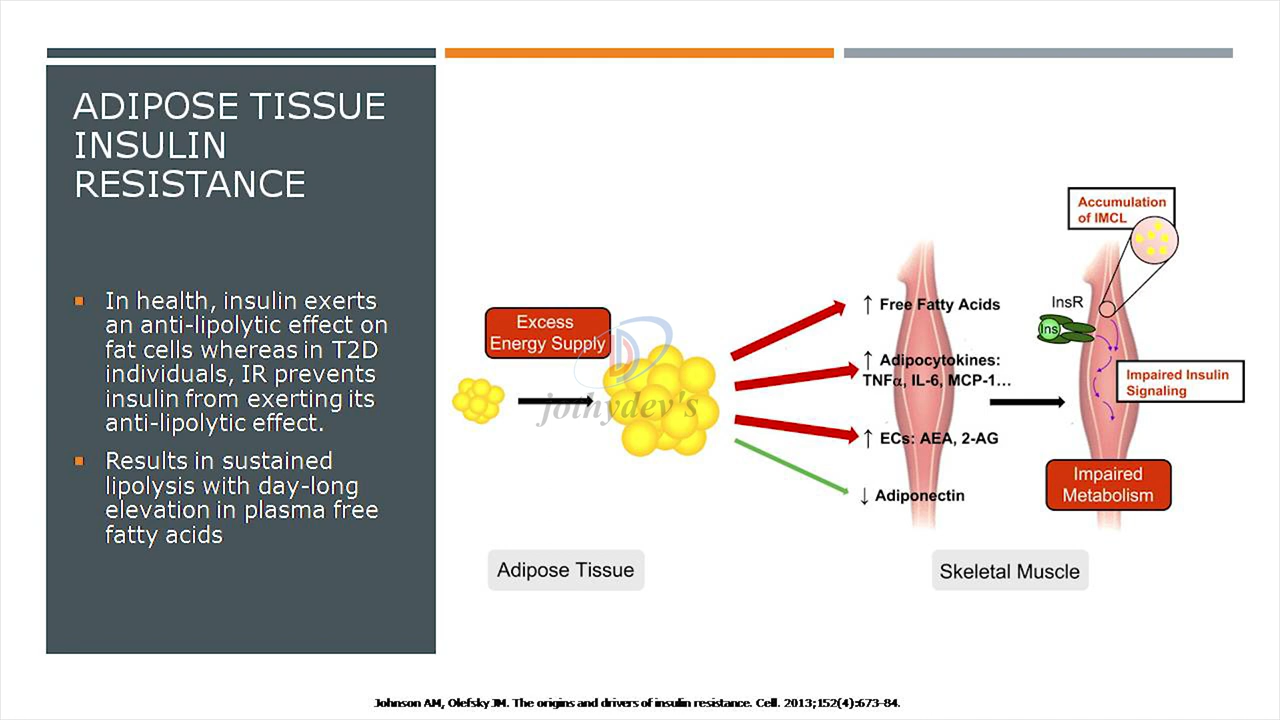 ADIPOSE TISSUE
INSULIN
RESISTANCE
In health, insulin exerts
an anti-lipolytic effect on
fat cells whereas in T2D
individuals, IR prevents
insulin from exerting its
anti-lipolytic effect.
Results in sustained
lipolysis with day-long
elevation in plasma free
fatty acids
Excess
Energy Supply
jothydev's
Adipose Tissue
↑ Free Fatty Acids
↑ Adipocytokines:
TNFα, IL-6, MCP-1...
↑ ECs: AEA, 2-AG
↓ Adiponectin
Accumulation
of IMCL
InsR
Ins
Impaired Insulin
Signaling
Impaired
Metabolism
Skeletal Muscle
Johnson AM, Olefsky JM. The origins and drivers of insulin resistance. Cell. 2013;152(4):673-84.